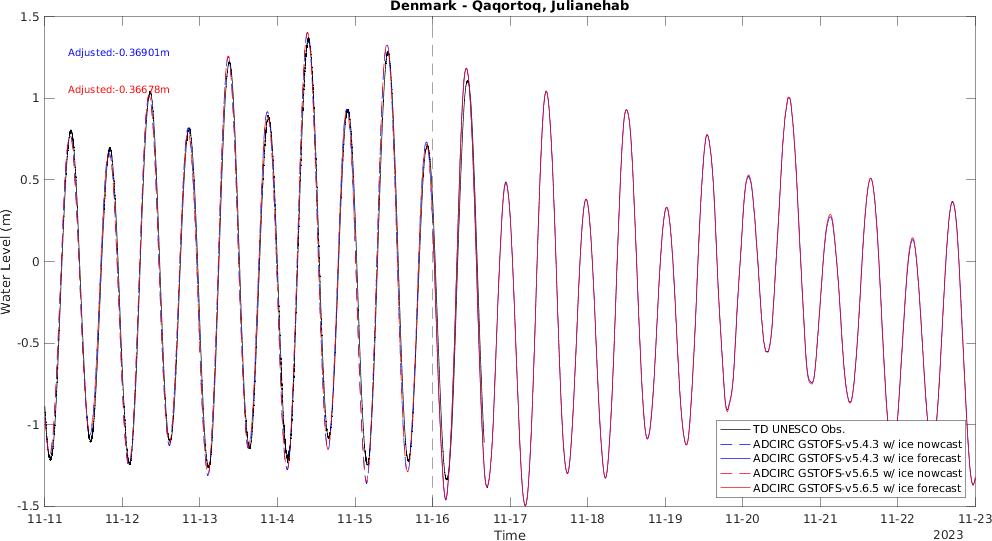 Denmark - Qaqortoq, Julianehab
Adjusted:-0.36901m
Adjusted:-0.36678m
Water Level (m)
1.5
1
0.5
0
-0.5
-1
-1.5
TD UNESCO Obs.
ADCIRC GSTOFS-v5.4.3 w/ ice nowcast
ADCIRC GSTOFS-v5.4.3 w/ ice forecast
ADCIRC GSTOFS-v5.6.5 w/ ice nowcast
ADCIRC GSTOFS-v5.6.5 w/ ice forecast
11-11 11-12 11-13 11-14 11-15 11-16 11-17 11-18 11-19 11-20 11-21 11-22 11-23
Time
2023